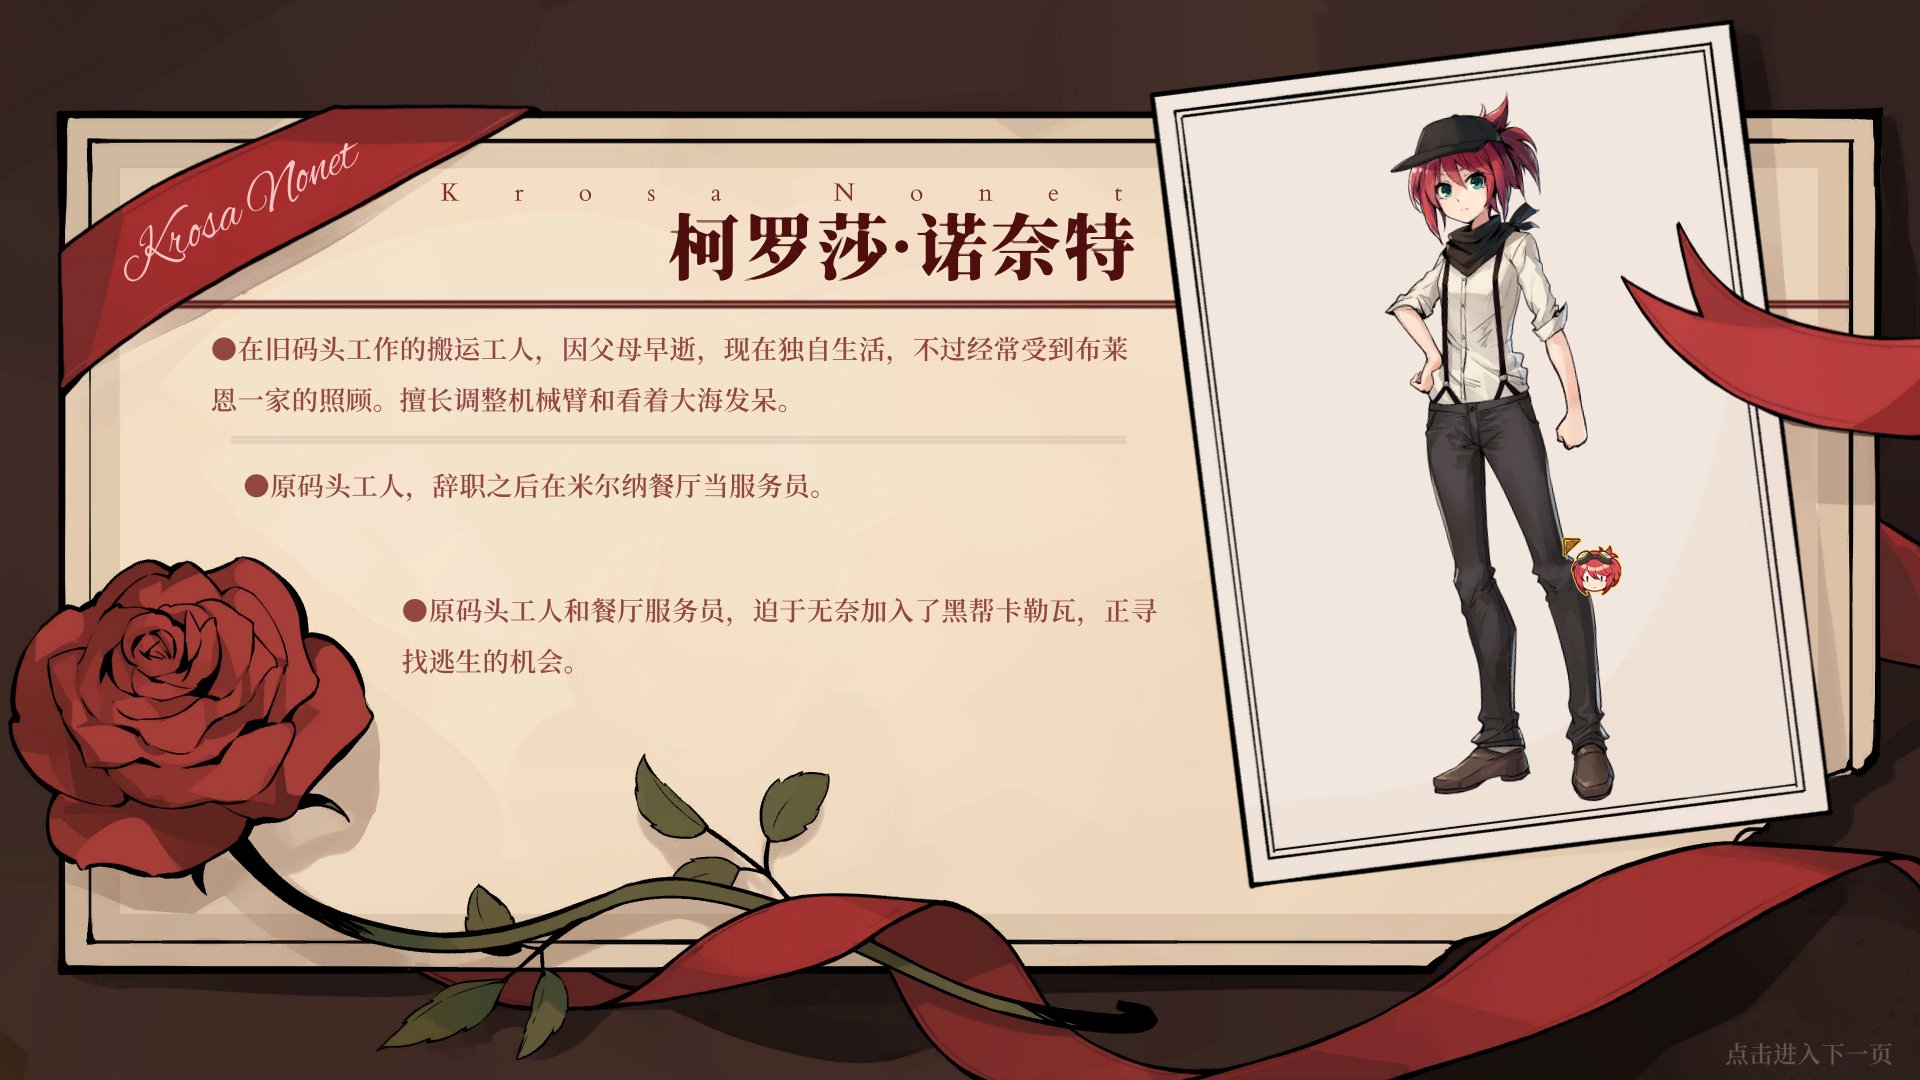 Krosa Nonet
Krosa Nonet
柯罗莎·诺奈特
●在旧码头工作的搬运工人，因父母早逝，现在独自生活，不过经常受到布莱
恩一家的照顾。擅长调整机械臂和看着大海发呆。
●原码头工人，辞职之后在米尔纳餐厅当服务员。
●原码头工人和餐厅服务员，迫于无奈加入了黑帮卡勒瓦，正寻
找逃生的机会。
点击进入下一页